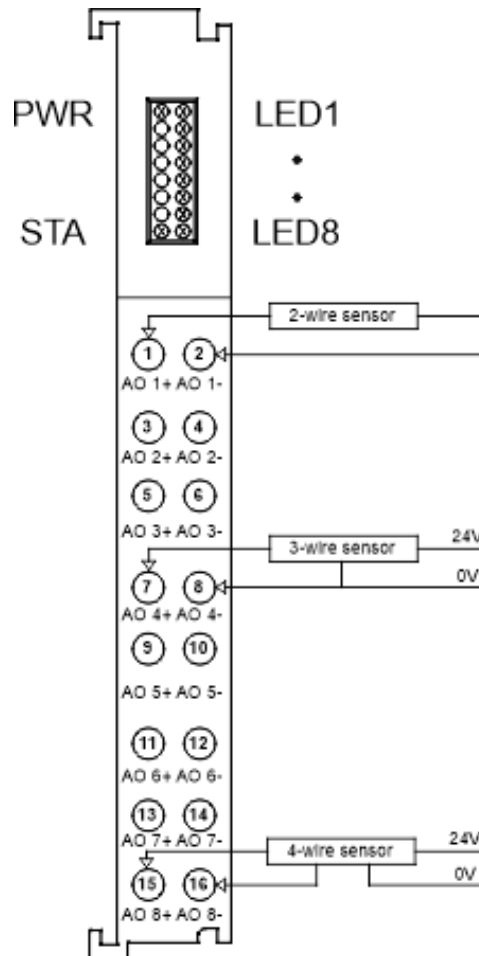 PWR LED1
STA LED8
2-wire sensor
1 2
AO 1+ AO 1-
3 4
AO 2+ AO 2-
5 6
AO 3+ AO 3-
3-wire sensor 24V
0V
7 8
AO 4+ AO 4-
9 10
AO 5+ AO 5-
11 12
AO 6+ AO 6-
13 14
AO 7+ AO 7-
4-wire sensor 24V
0V
15 16
AO 8+ AO 8-